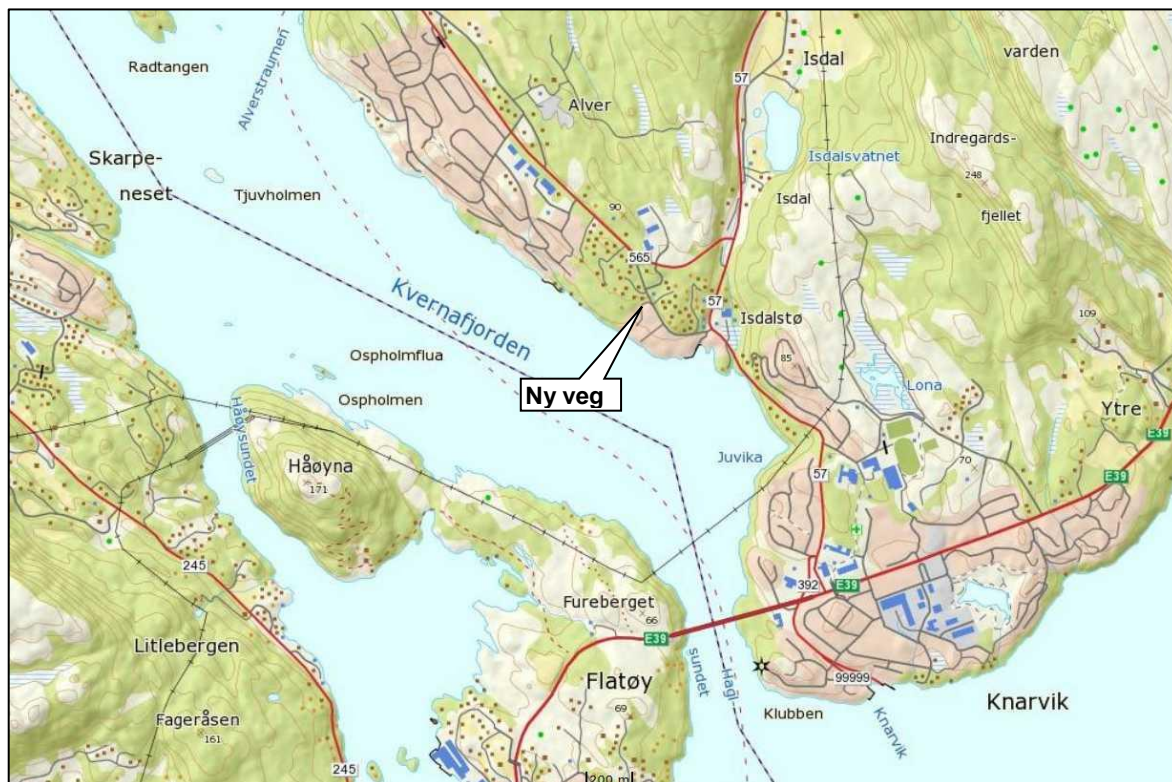 Radtangen
Alverstraumen
57
Isdal
varden
Alver
Skarpe-
neset
Tjuvholmen
Isdalsvatnet
Indregards-
248
fjellet
Isdal
90
565
Kvernafjorden
57
Isdalstø
109
Ospholmflua
85
Ny veg
Lona
Ospholmen
Ytre
E39
Håøysundet
Håøyna
171
Juvika
57
70
E39
245
392
E39
Fureberget
66
E39
Litlebergen
sundet
Hagl
Flatøy
99999
Knarvik
Klubben
Knarvik
Fageråsen
161
69
245
209 m